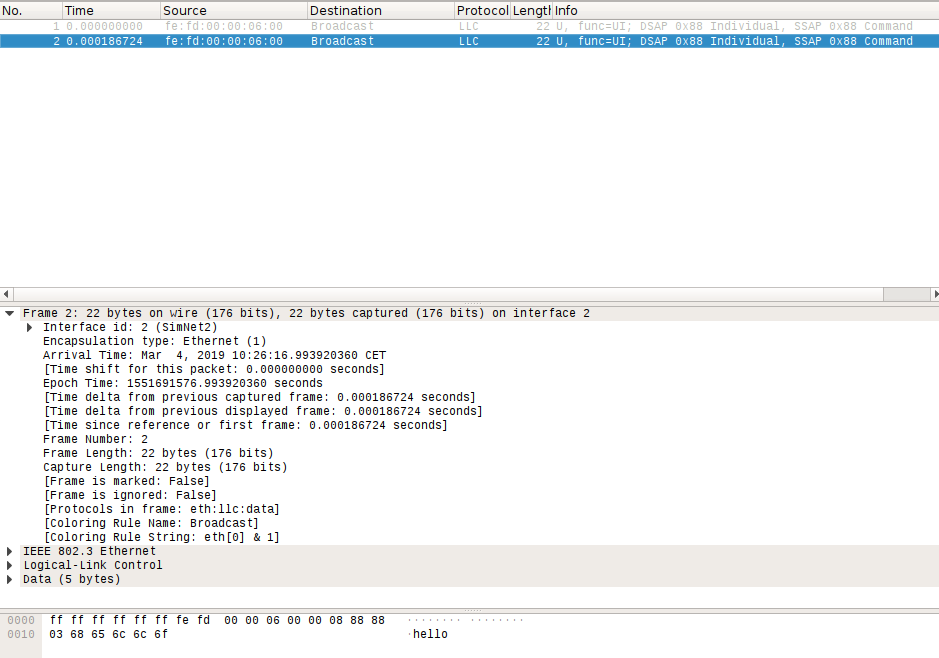 No. Time Source Destination Protocol Length Info
1 0.000000000 fe:fd:00:00:06:00 Broadcast LLC 22 U, func=UI; DSAP 0x88 Individual, SSAP 0x88 Command
2 0.000186724 fe:fd:00:00:06:00 Broadcast LLC 22 U, func=UI; DSAP 0x88 Individual, SSAP 0x88 Command
Frame 2: 22 bytes on wire (176 bits), 22 bytes captured (176 bits) on interface 2
Interface id: 2 (SimNet2)
Encapsulation type: Ethernet (1)
Arrival Time: Mar  4, 2019 10:26:16.993920360 CET
[Time shift for this packet: 0.000000000 seconds]
Epoch Time: 1551691576.993920360 seconds
[Time delta from previous captured frame: 0.000186724 seconds]
[Time delta from previous displayed frame: 0.000186724 seconds]
[Time since reference or first frame: 0.000186724 seconds]
Frame Number: 2
Frame Length: 22 bytes (176 bits)
Capture Length: 22 bytes (176 bits)
[Frame is marked: False]
[Frame is ignored: False]
[Protocols in frame: eth:llc:data]
[Coloring Rule Name: Broadcast]
[Coloring Rule String: eth[0] & 1]
IEEE 802.3 Ethernet
Logical-Link Control
Data (5 bytes)
0000 ff ff ff ff ff ff fe fd  00 00 06 00 00 08 88 88 ········ ········
0010 03 68 65 6c 6c 6f ·hello